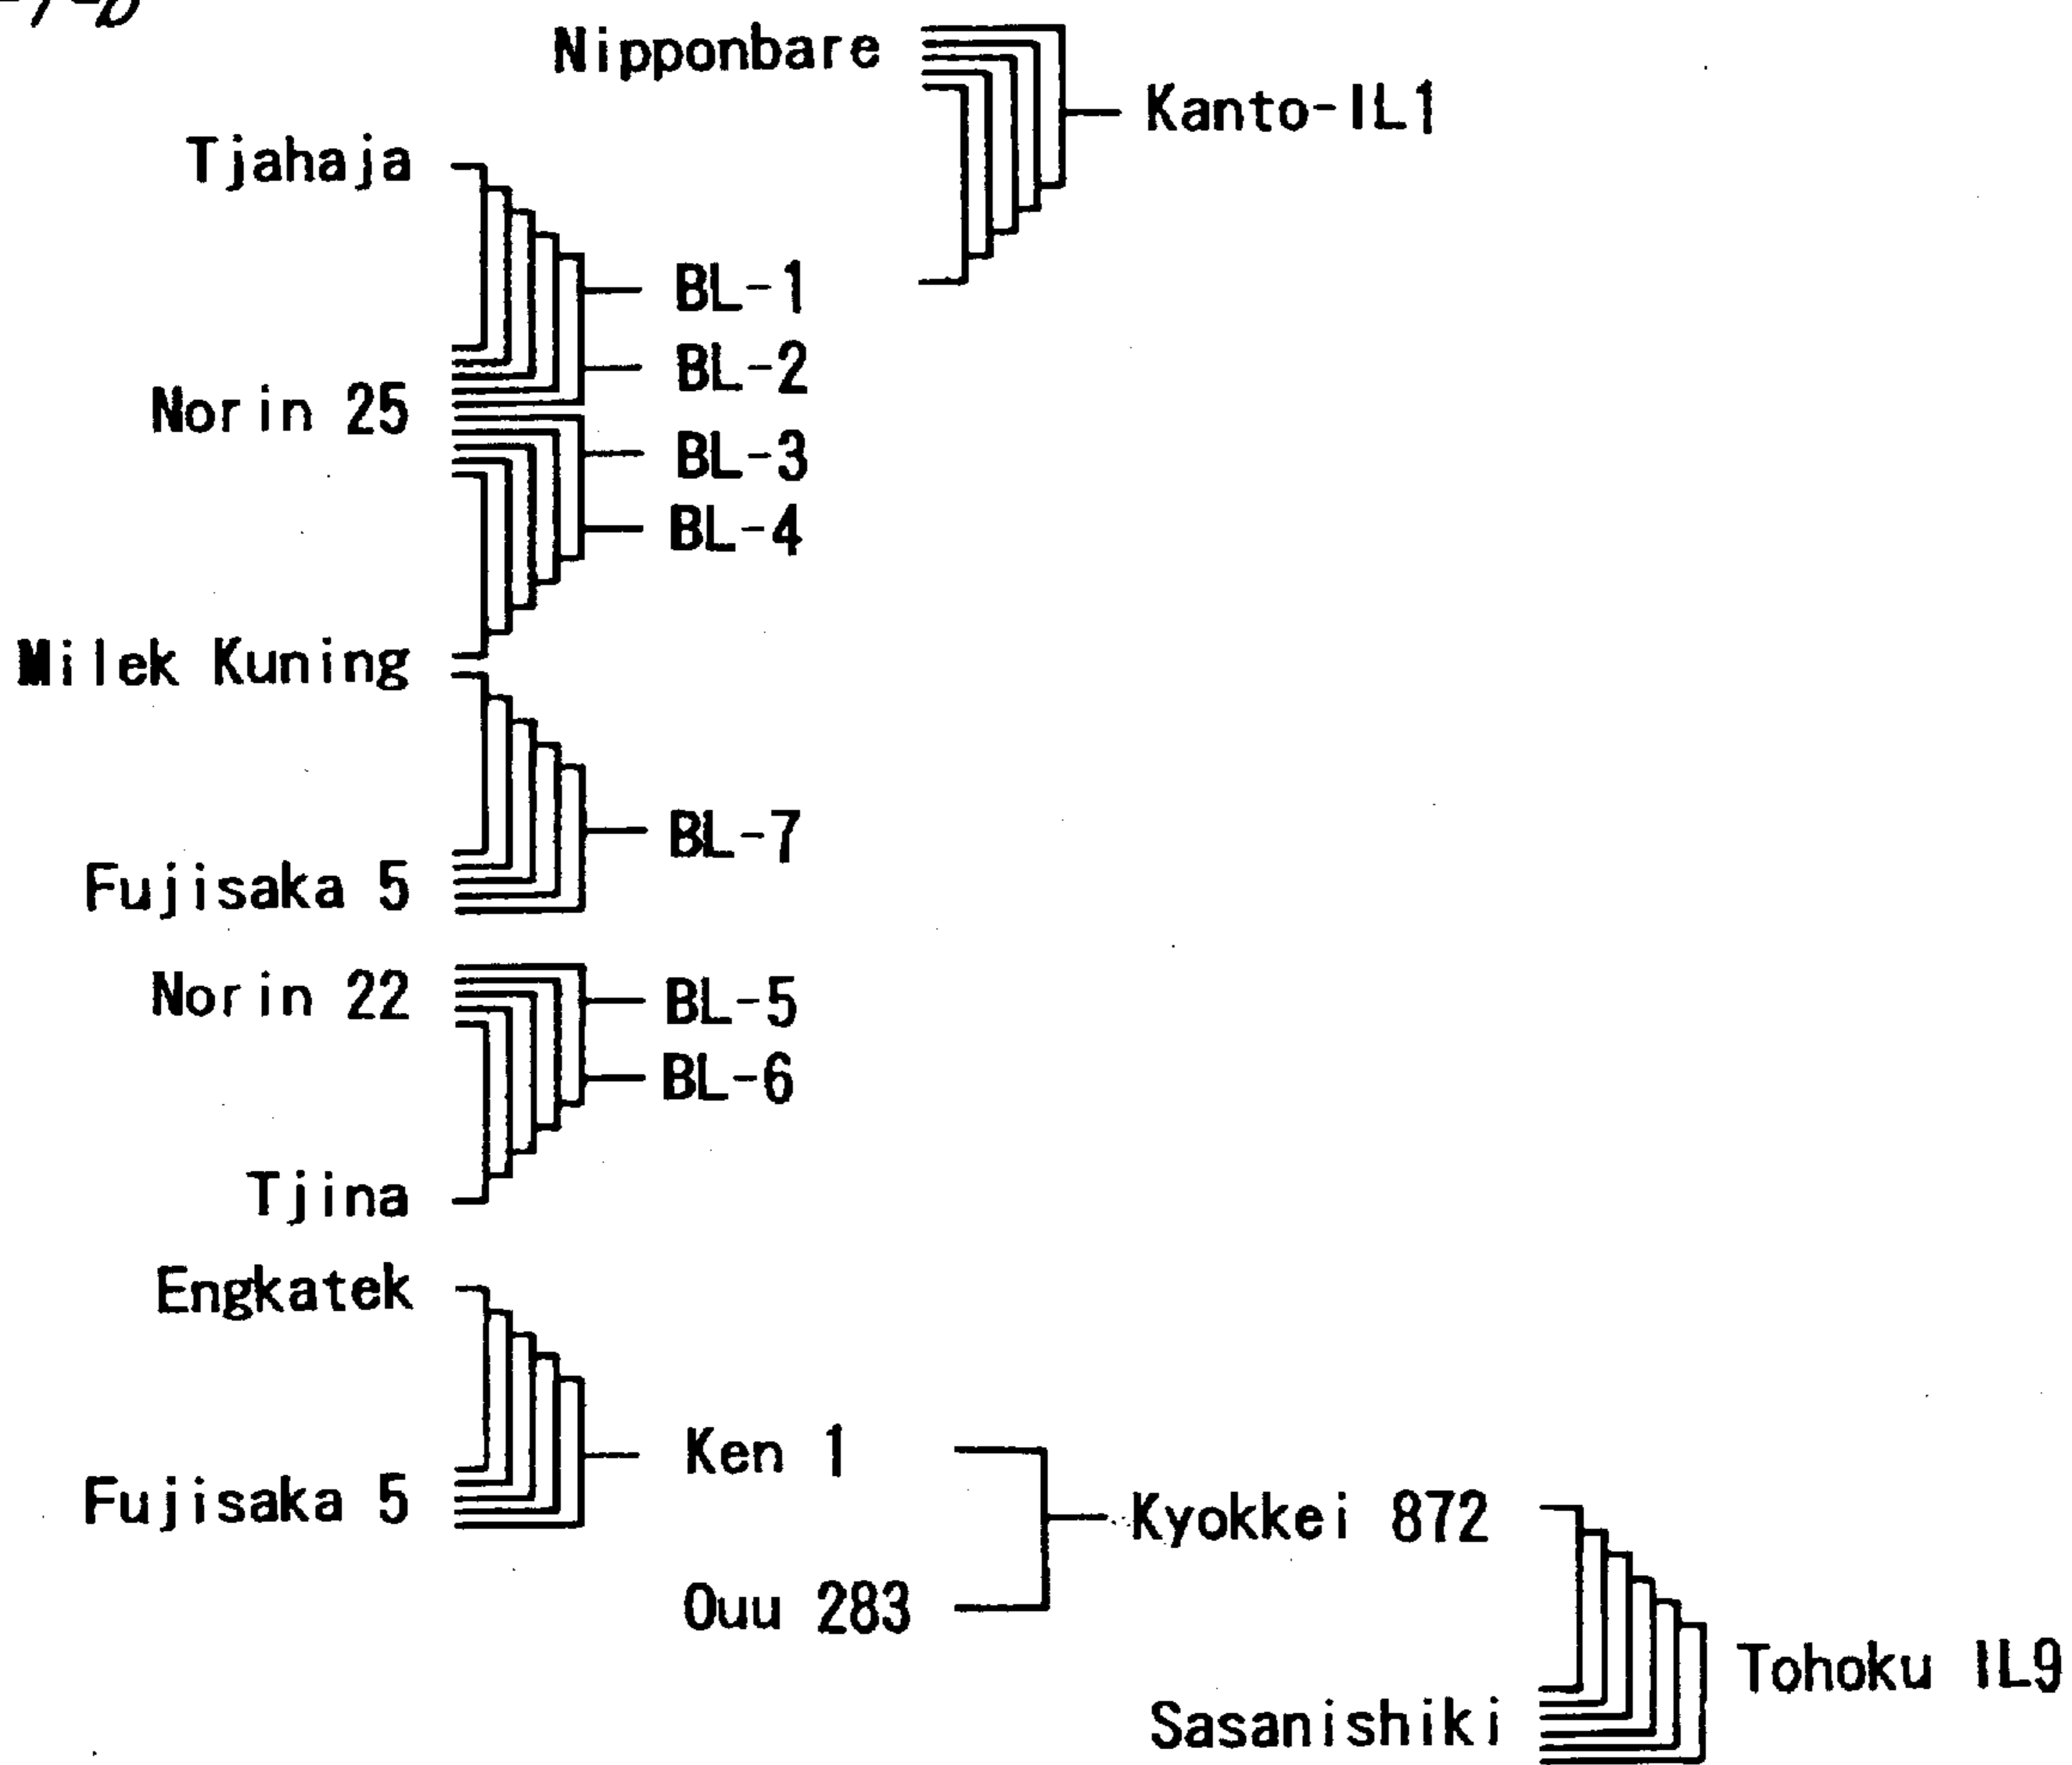 Nipponbare
Kanto-IL1
Tjahaja
BL-1
BL-2
Norin 25
BL-3
BL-4
Milek Kuning
BL-7
Fujisaka 5
Norin 22
BL-5
BL-6
Tjina
Engkatek
Ken 1
Fujisaka 5
Kyokkei 872
Ouu 283
Tohoku IL9
Sasanishiki